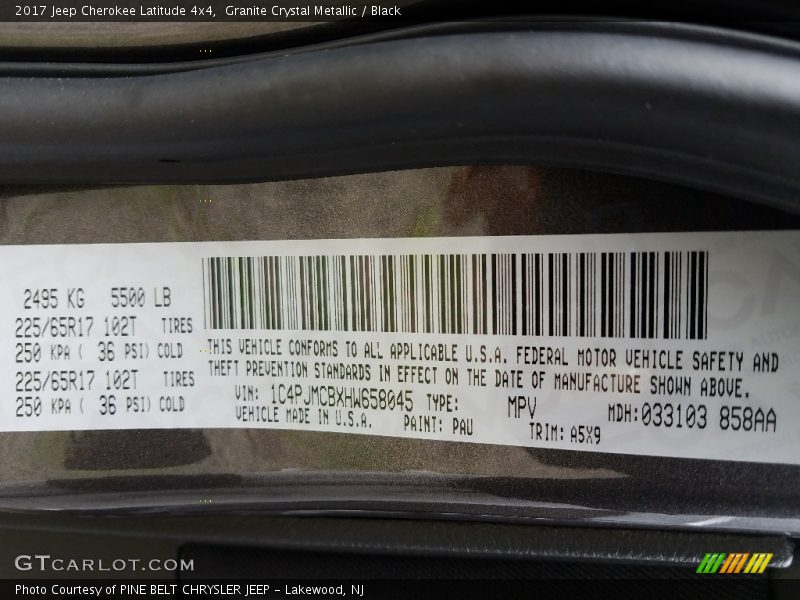 2017 Jeep Cherokee Latitude 4x4,  Granite Crystal Metallic / Black
2495 KG 5500 LB
225/65R17 102T TIRES
250 KPA ( 36 PSI) COLD
225/65R17 102T TIRES
250 KPA ( 36 PSI) COLD
THIS VEHICLE CONFORMS TO ALL APPLICABLE U.S.A. FEDERAL MOTOR VEHICLE SAFETY AND
THEFT PREVENTION STANDARDS IN EFFECT ON THE DATE OF MANUFACTURE SHOWN ABOVE.
VIN: 1C4PJMCBXHW658045 TYPE: MPV MDH:033103 858AA
VEHICLE MADE IN U.S.A. PAINT: PAU TRIM: A5X9
GTCARLOT.COM
Photo Courtesy of PINE BELT CHRYSLER JEEP - Lakewood, NJ